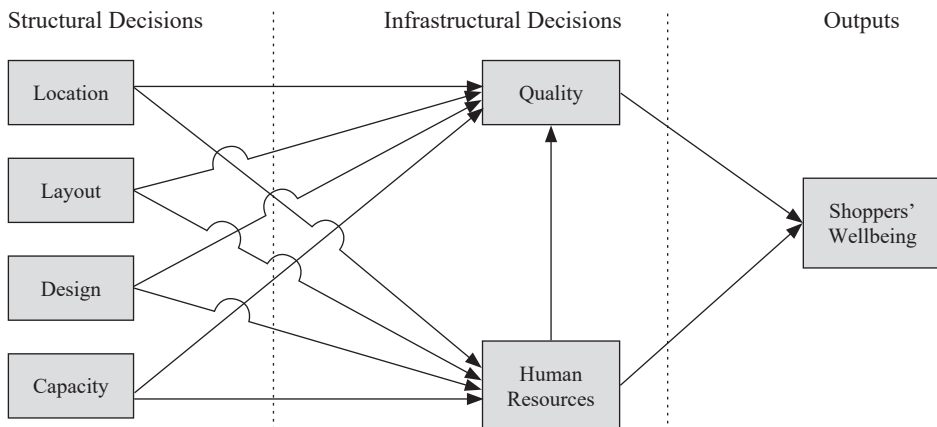 Structural Decisions
Infrastructural Decisions
Outputs
Location
Quality
Layout
Shoppers’
Wellbeing
Design
Capacity
Human
Resources